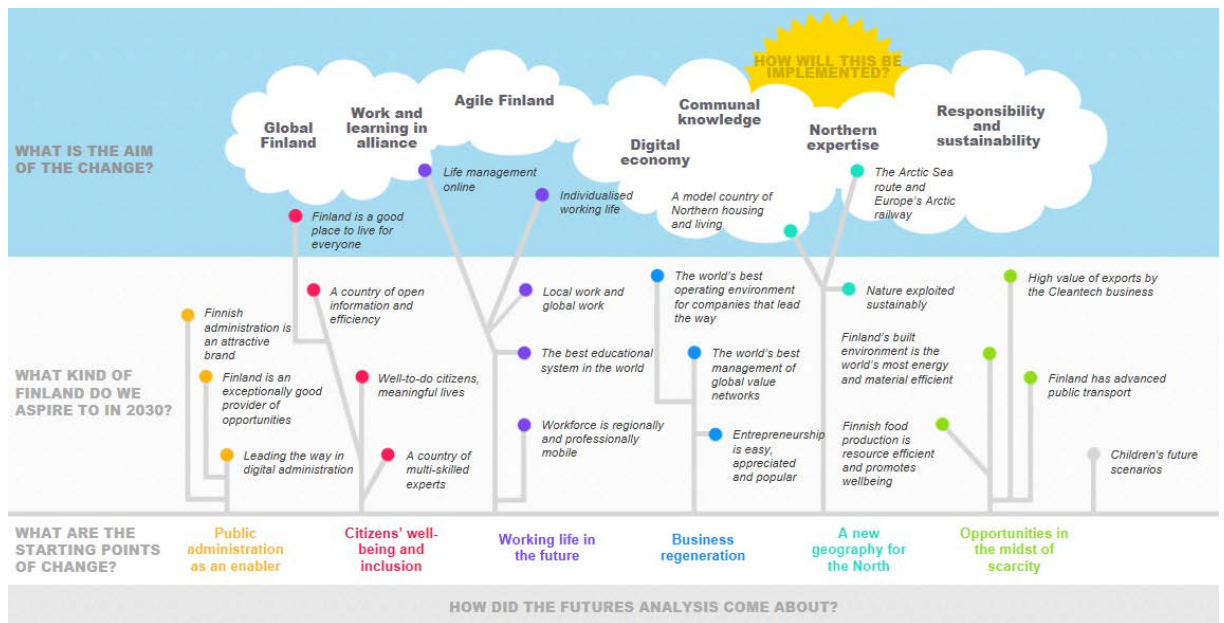 HOW WILL THIS BE
IMPLEMENTED?
WHAT IS THE AIM
OF THE CHANGE?
Global
Finland
Work and
learning in
alliance
Agile Finland
Digital
economy
Communal
knowledge
Northern
expertise
Responsibility
and
sustainability
Finland is a good
place to live for
everyone
Life management
online
Individualised
working life
A model country of
Northern housing
and living
The Arctic Sea
route and
Europe's Arctic
railway
WHAT KIND OF
FINLAND DO WE
ASPIRE TO IN 2030?
Finnish
administration is
an attractive
brand
Finland is an
exceptionally good
provider of
opportunities
Leading the way in
digital administration
A country of open
information and
efficiency
Well-to-do citizens,
meaningful lives
A country of
multi-skilled
experts
Local work and
global work
The best educational
system in the world
Workforce is regionally
and professionally
mobile
The world's best
operating environment
for companies that lead
the way
The world's best
management of
global value
networks
Entrepreneurship
is easy,
appreciated
and popular
Nature exploited
sustainably
Finland's built
environment is the
world's most energy
and material efficient
Finnish food
production is
resource efficient
and promotes
wellbeing
High value of exports by
the Cleantech business
Finland has advanced
public transport
Children's future
scenarios
WHAT ARE THE
STARTING POINTS
OF CHANGE?
Public
administration
as an enabler
Citizens' well-
being and
inclusion
Working life in
the future
Business
regeneration
A new
geography for
the North
Opportunities in
the midst of
scarcity
HOW DID THE FUTURES ANALYSIS COME ABOUT?